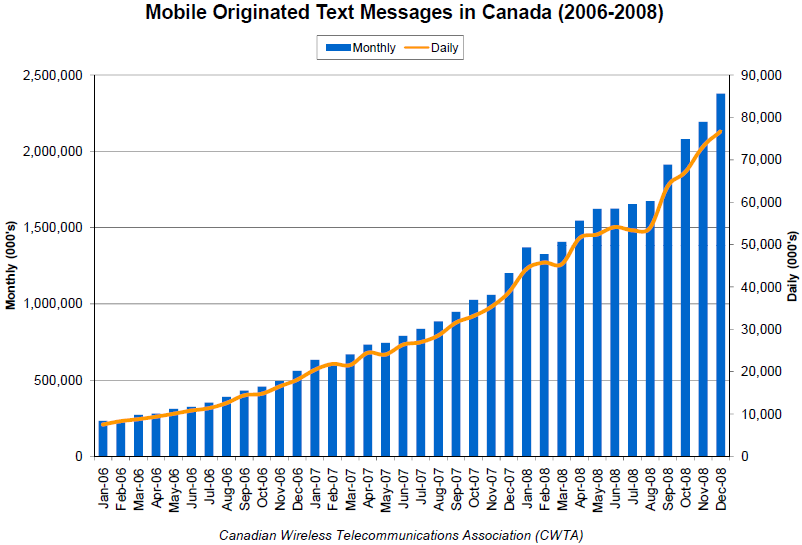 Mobile Originated Text Messages in Canada (2006-2008)
Monthly Daily
2,500,000
2,000,000
1,500,000
1,000,000
500,000
0
Monthly (000's)
90,000
80,000
70,000
60,000
50,000
40,000
30,000
20,000
10,000
0
Daily (000's)
Jan-06
Feb-06
Mar-06
Apr-06
May-06
Jun-06
Jul-06
Aug-06
Sep-06
Oct-06
Nov-06
Dec-06
Jan-07
Feb-07
Mar-07
Apr-07
May-07
Jun-07
Jul-07
Aug-07
Sep-07
Oct-07
Nov-07
Dec-07
Jan-08
Feb-08
Mar-08
Apr-08
May-08
Jun-08
Jul-08
Aug-08
Sep-08
Oct-08
Nov-08
Dec-08
Canadian Wireless Telecommunications Association (CWTA)